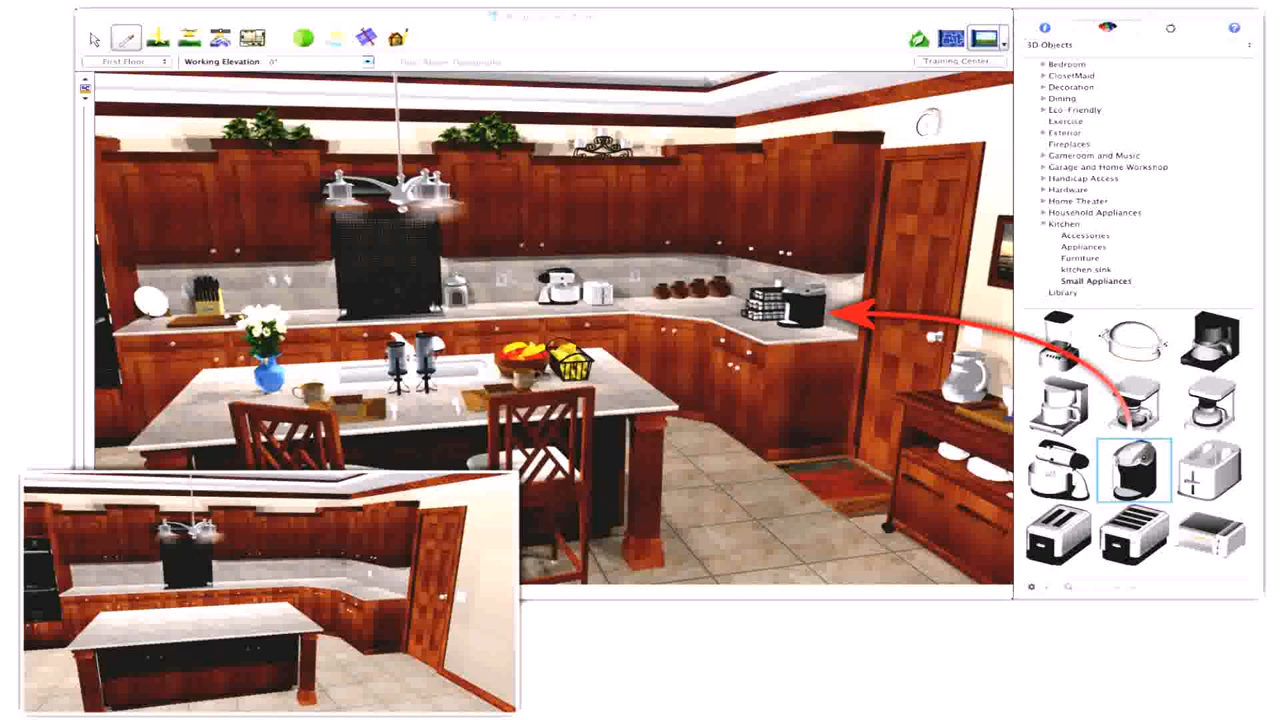 First Floor
Working Elevation 0"
Training Center
3D Objects
Bedroom
ClosetMaid
Decoration
Dining
Eco-Friendly
Exercise
Exterior
Fireplaces
Gameroom and Music
Garage and Home Workshop
Handicap Access
Hardware
Home Theater
Household Appliances
Kitchen
Accessories
Appliances
Furniture
kitchen sink
Small Appliances
Library